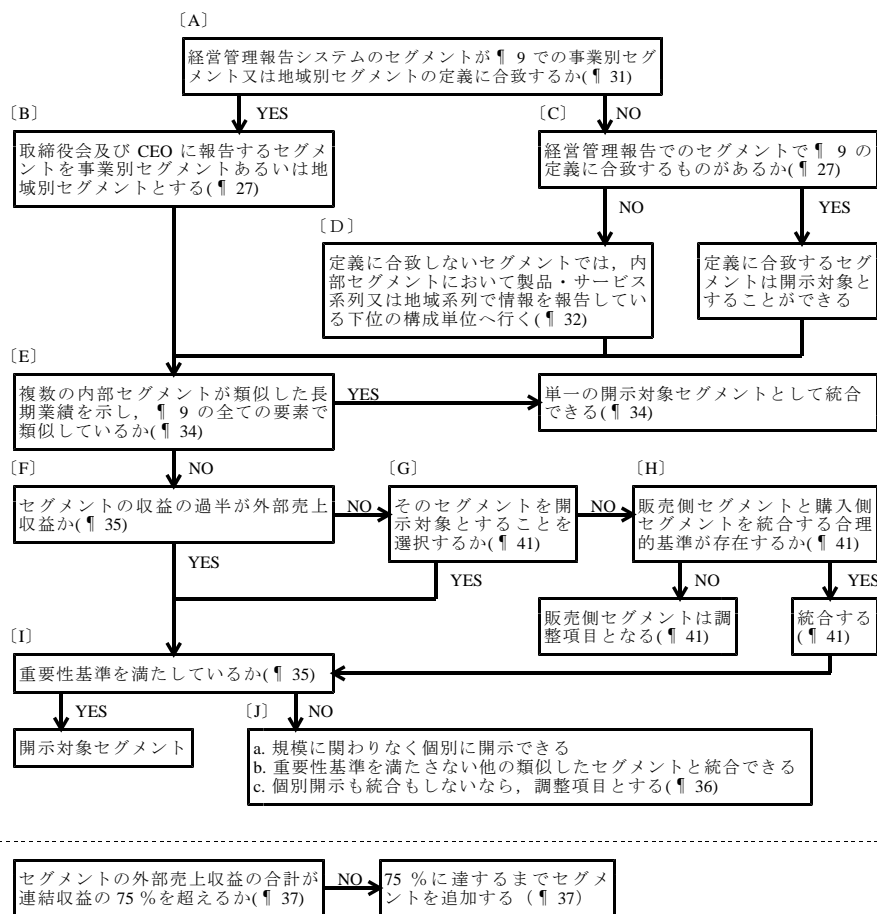 〔A〕
経営管理報告システムのセグメントが¶ 9での事業別セグ
メント又は地域別セグメントの定義に合致するか(¶ 31)
〔B〕
YES
〔C〕
NO
取締役会及び CEO に報告するセグメ
ントを事業別セグメントあるいは地
域別セグメントとする(¶ 27)
経営管理報告でのセグメントで¶ 9 の
定義に合致するものがあるか(¶ 27)
NO
YES
〔D〕
定義に合致しないセグメントでは，内
部セグメントにおいて製品・サービス
系列又は地域系列で情報を報告してい
る下位の構成単位へ行く(¶ 32)
定義に合致するセグ
メントは開示対象と
することができる
〔E〕
複数の内部セグメントが類似した長
期業績を示し，¶ 9 の全ての要素で
類似しているか(¶ 34)
YES
単一の開示対象セグメントとして統合
できる(¶ 34)
〔F〕
NO
〔G〕
〔H〕
セグメントの収益の過半が外部売上
収益か(¶ 35)
NO
そのセグメントを開
示対象とすることを
選択するか(¶ 41)
NO
販売側セグメントと購入側
セグメントを統合する合理
的基準が存在するか(¶ 41)
YES
YES
NO
YES
販売側セグメントは調
整項目となる(¶ 41)
統合する
(¶ 41)
〔I〕
重要性基準を満たしているか(¶ 35)
YES
〔J〕
NO
開示対象セグメント
a. 規模に関わりなく個別に開示できる
b. 重要性基準を満たさない他の類似したセグメントと統合できる
c. 個別開示も統合もしないなら，調整項目とする(¶ 36)
セグメントの外部売上収益の合計が
連結収益の 75 %を超えるか(¶ 37)
NO
75 %に達するまでセグメ
ントを追加する（¶ 37）